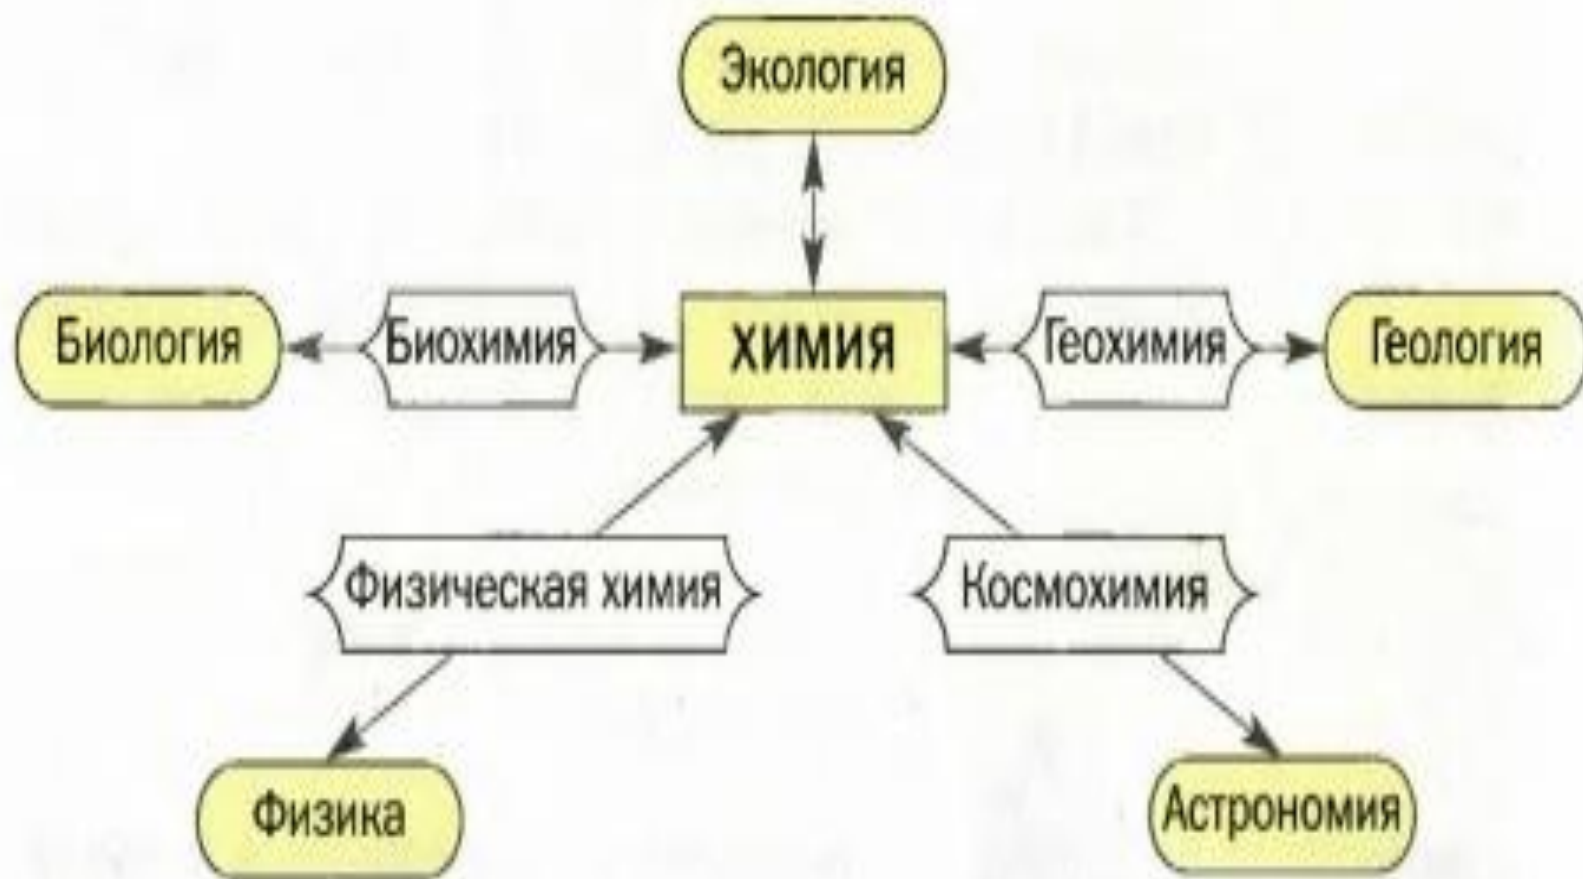 Экология
Биология
Биохимия
ХИМИЯ
Геохимия
Геология
Физическая химия
Космохимия
Физика
Астрономия